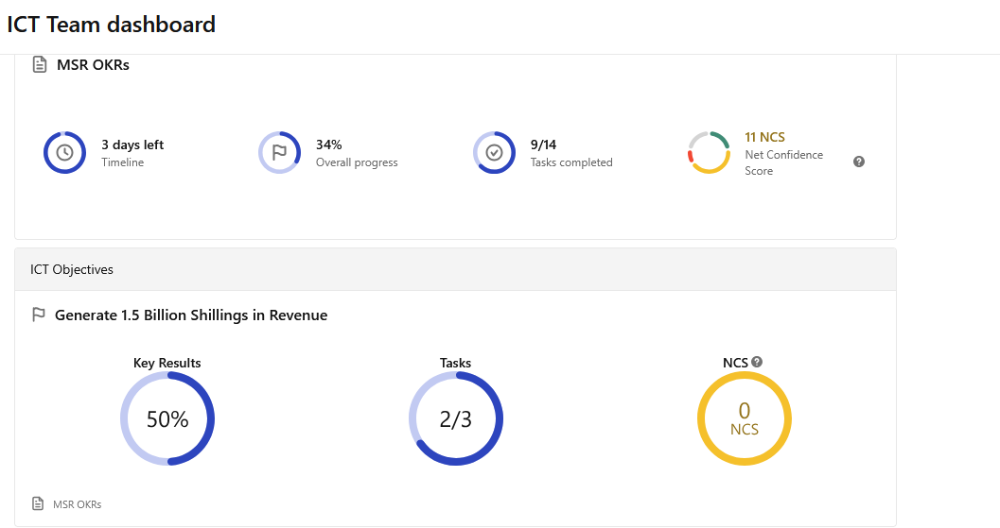 ICT Team dashboard
MSR OKRs
3 days left
Timeline
34%
Overall progress
9/14
Tasks completed
11 NCS
Net Confidence
Score
?
ICT Objectives
Generate 1.5 Billion Shillings in Revenue
Key Results
50%
Tasks
2/3
NCS ?
0
NCS
MSR OKRs